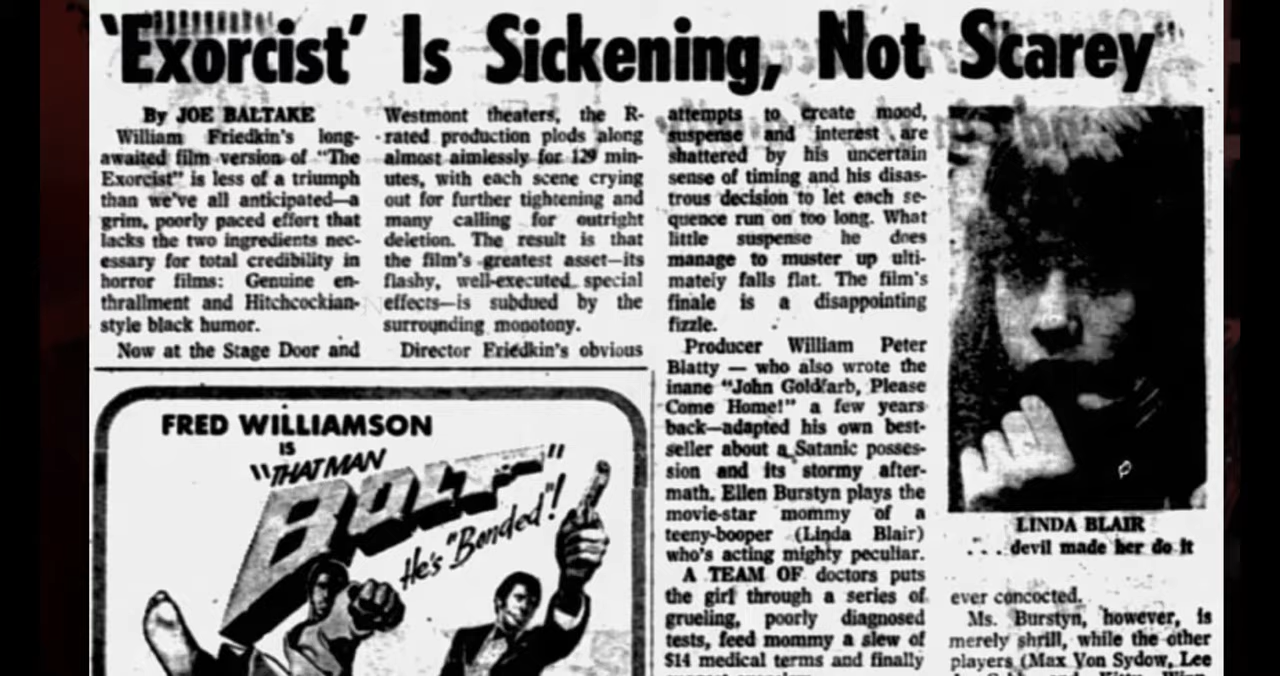 'Exorcist' Is Sickening, Not Scarey
By JOE BALTAKE
William Friedkin's long-
awaited film version of "The
Exorcist" is less of a triumph
than we've all anticipated—a
grim, poorly paced effort that
lacks the two ingredients nec-
essary for total credibility in
horror films: Genuine en-
thrallment and Hitchcockian-
style black humor.
Now at the Stage Door and
Westmont theaters, the R-
rated production plods along
almost aimlessly for 129 min-
utes, with each scene crying
out for further tightening and
many calling for outright
deletion. The result is that
the film's greatest asset—its
flashy, well-executed special
effects—is subdued by the
surrounding monotony.
Director Friedkin's obvious
attempts to create mood,
suspense and interest are
shattered by his uncertain
sense of timing and his disas-
trous decision to let each se-
quence run on too long. What
little suspense he does
manage to muster up ulti-
mately falls flat. The film's
finale is a disappointing
fizzle.
Producer William Peter
Blatty — who also wrote the
inane "John Goldfarb, Please
Come Home!" a few years
back—adapted his own best-
seller about a Satanic posses-
sion and its stormy after-
math. Ellen Burstyn plays the
movie-star mommy of a
teeny-booper (Linda Blair)
who's acting mighty peculiar.
A TEAM OF doctors puts
the girl through a series of
grueling, poorly diagnosed
tests, feed mommy a slew of
$14 medical terms and finally
LINDA BLAIR
. . . devil made her do it
ever concocted.
Ms. Burstyn, however, is
merely shrill, while the other
players (Max Von Sydow, Lee
FRED WILLIAMSON
IS
"THAT MAN
BOLT"
He's "Bonded"!